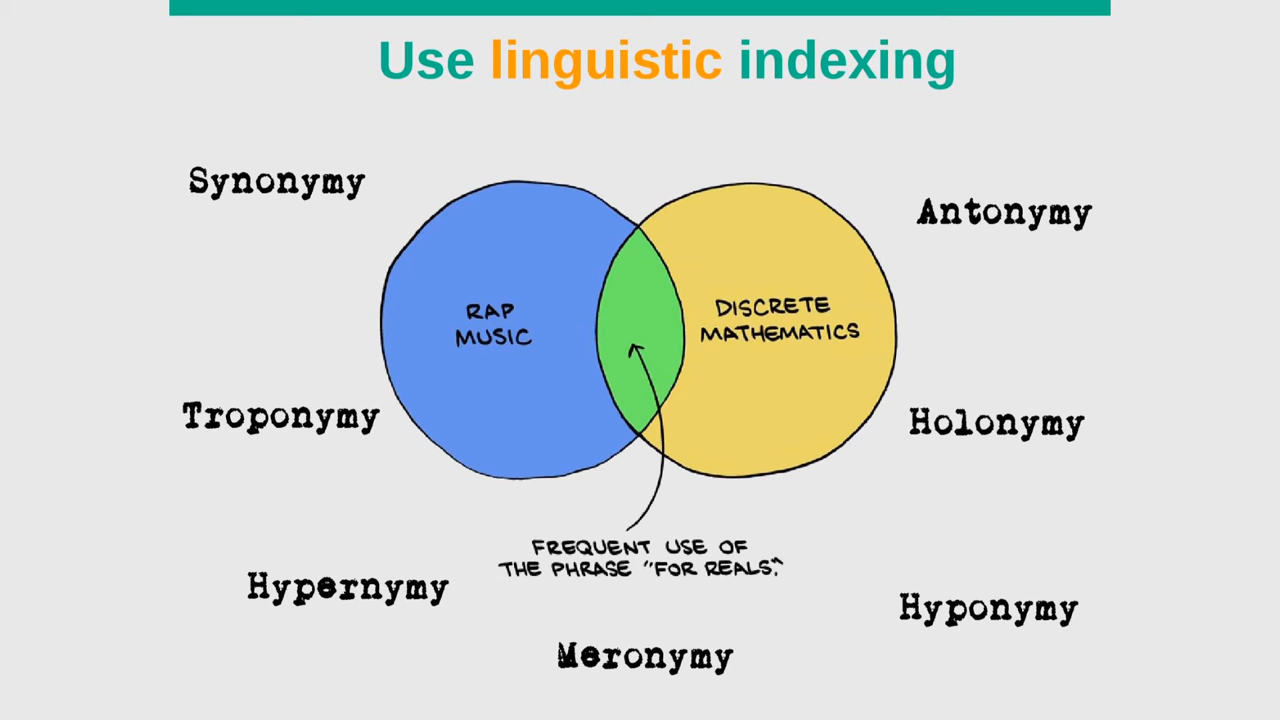 Use linguistic indexing
Synonymy
Antonymy
RAP
MUSIC
DISCRETE
MATHEMATICS
Troponymy
Holonymy
FREQUENT USE OF
THE PHRASE "FOR REALS."
Hypernymy
Hyponymy
Meronymy